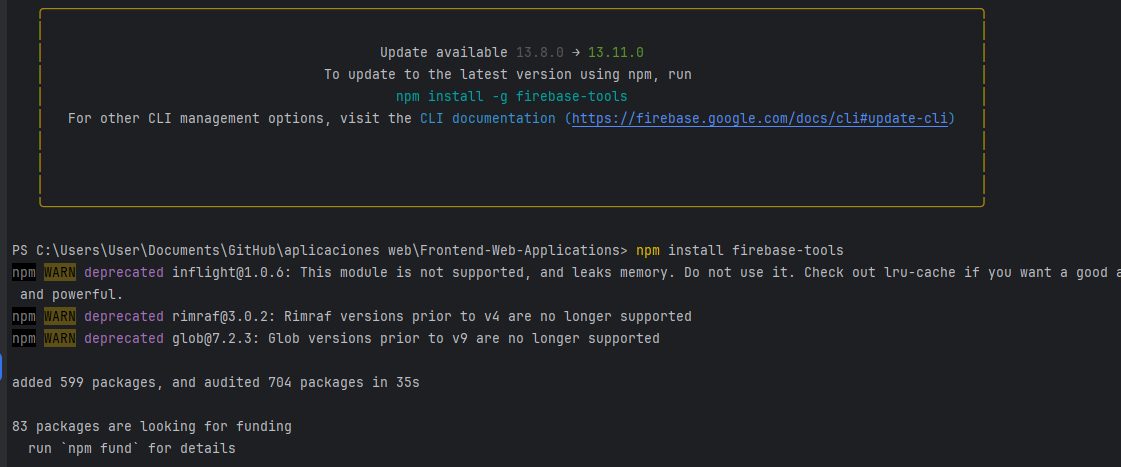 Update available 13.8.0 → 13.11.0
To update to the latest version using npm, run
npm install -g firebase-tools
For other CLI management options, visit the CLI documentation (https://firebase.google.com/docs/cli#update-cli)
PS C:\Users\User\Documents\GitHub\aplicaciones web\Frontend-Web-Applications> npm install firebase-tools
npm WARN deprecated inflight@1.0.6: This module is not supported, and leaks memory. Do not use it. Check out lru-cache if you want a good a
and powerful.
npm WARN deprecated rimraf@3.0.2: Rimraf versions prior to v4 are no longer supported
npm WARN deprecated glob@7.2.3: Glob versions prior to v9 are no longer supported
added 599 packages, and audited 704 packages in 35s
83 packages are looking for funding
run `npm fund` for details